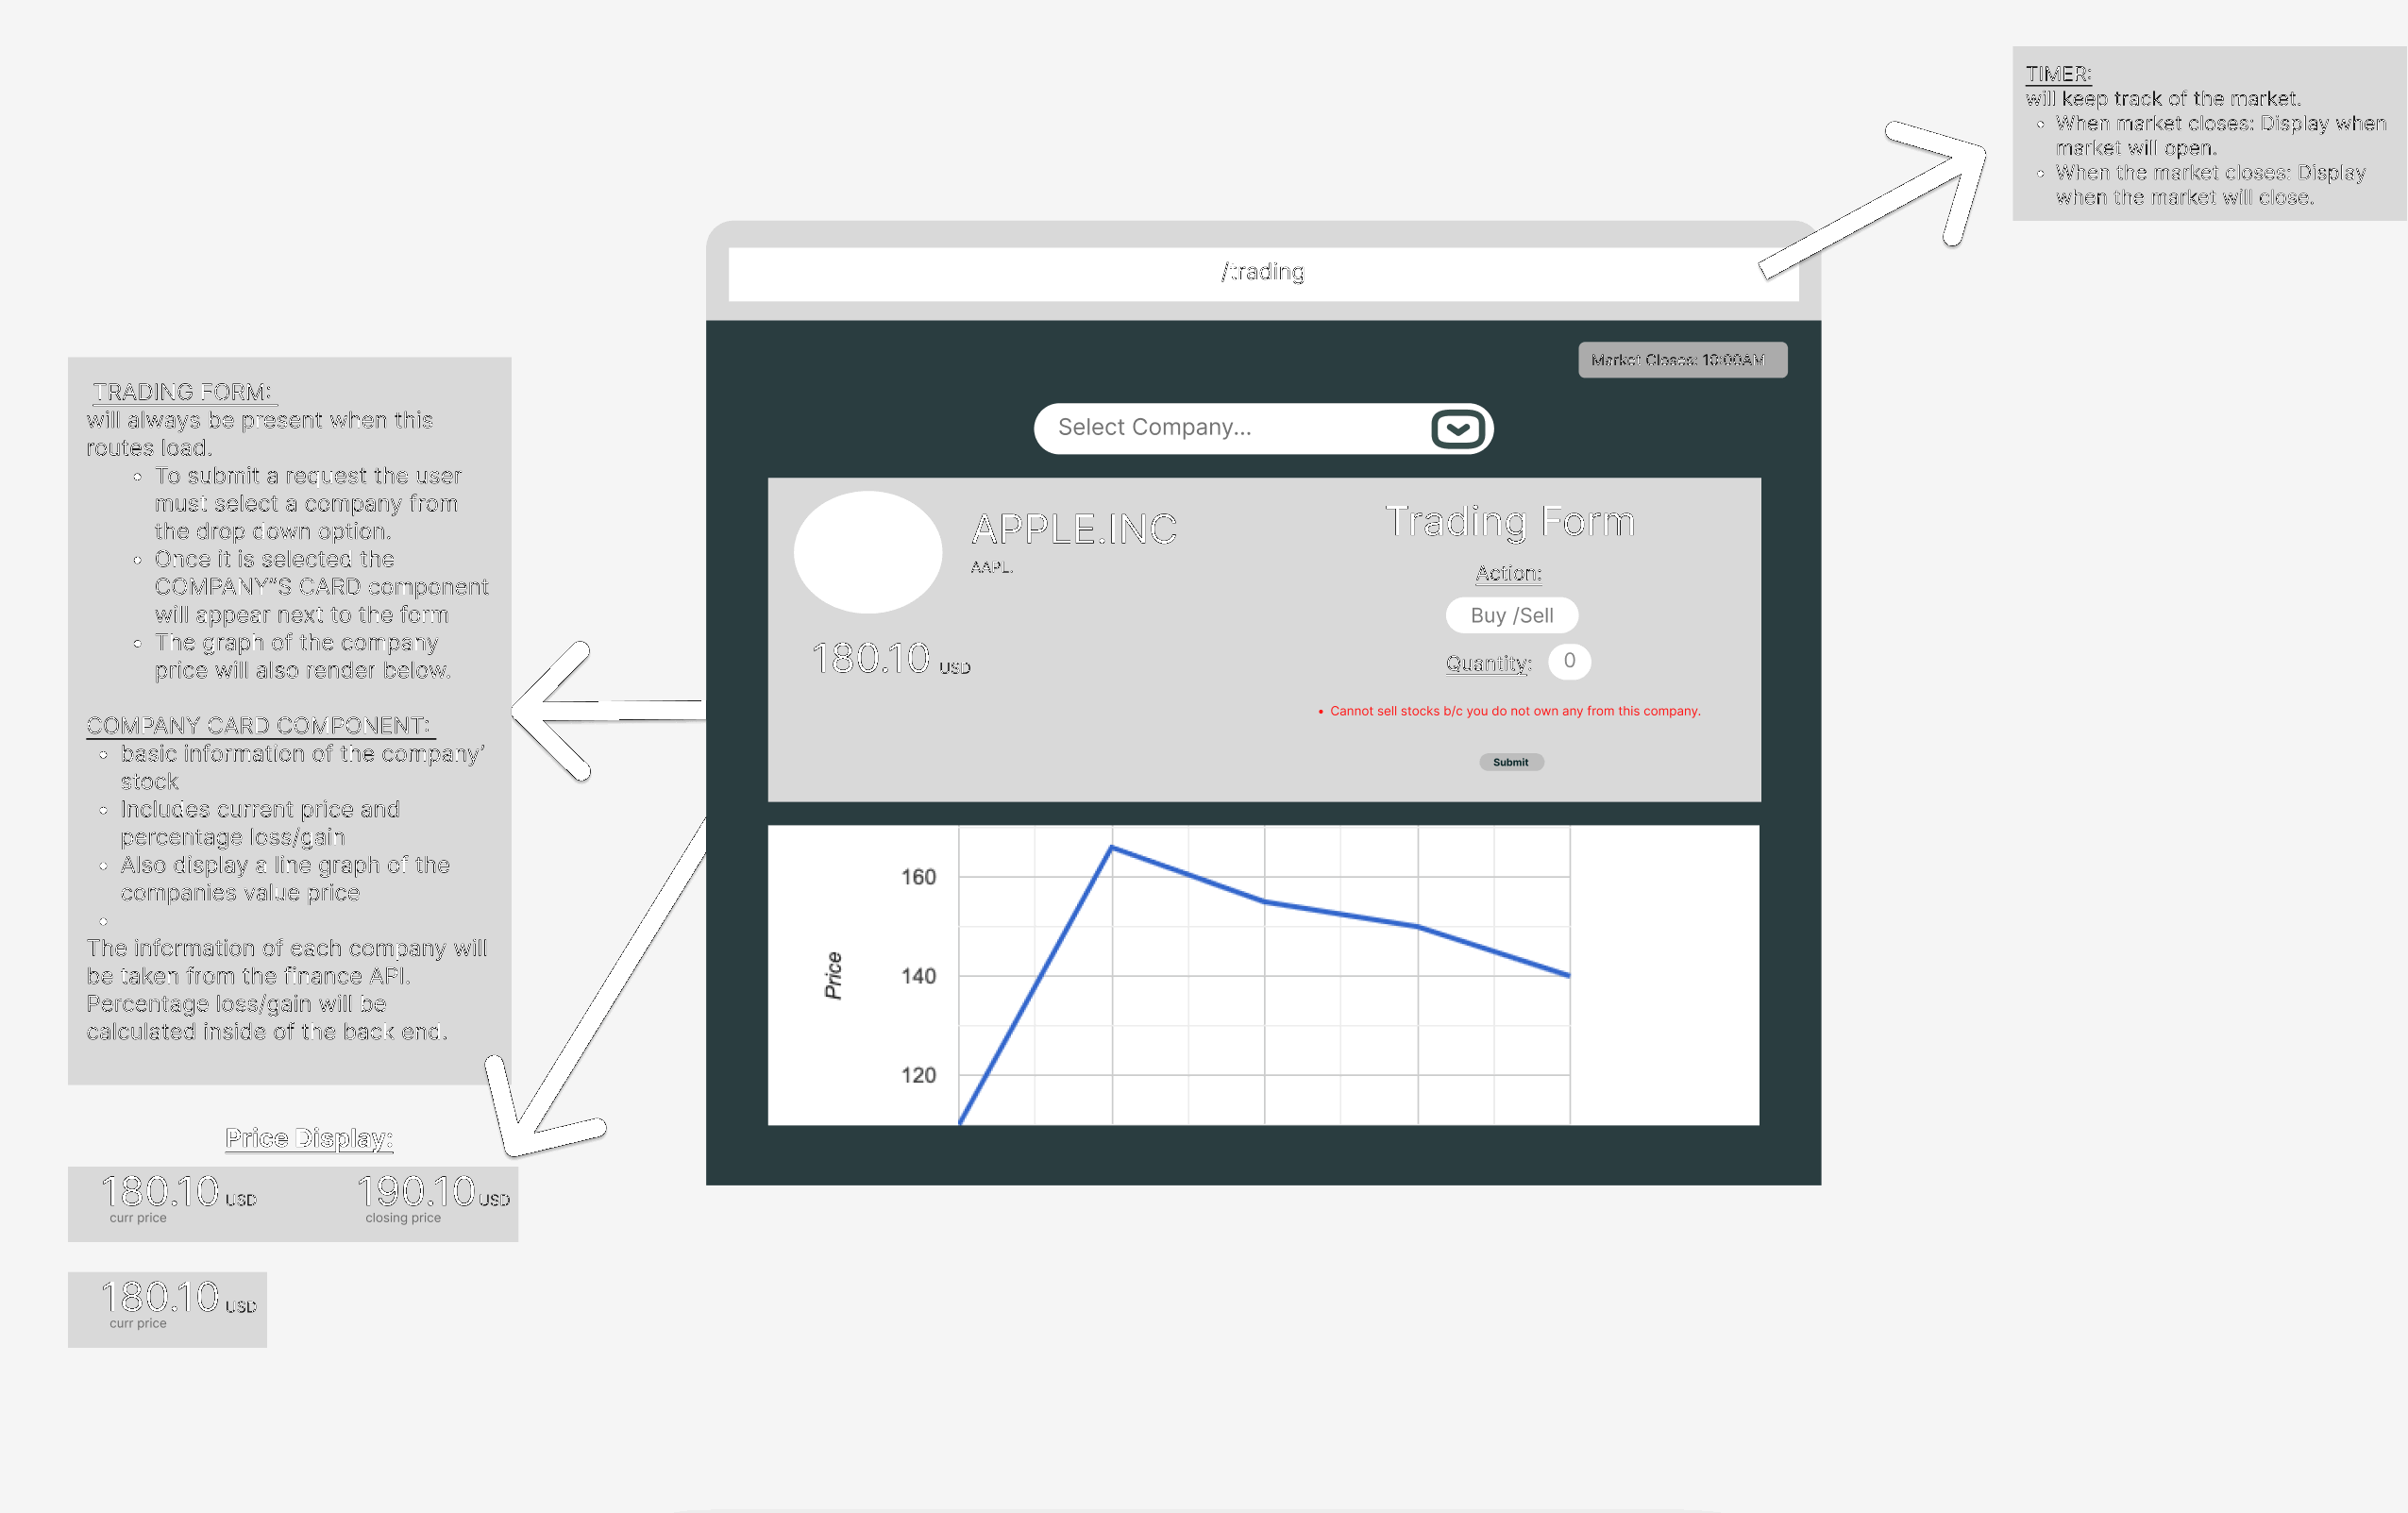 TIMER:
will keep track of the market.
• When market closes: Display when
market will open.
• When the market closes: Display
when the market will close.
/trading
Market Closes: 10:00AM
Select Company...
APPLE.INC
AAPL.
180.10 USD
Trading Form
Action:
Buy /Sell
Quantity: 0
• Cannot sell stocks b/c you do not own any from this company.
Submit
160
140
120
Price
TRADING FORM:
will always be present when this
routes load.
• To submit a request the user
must select a company from
the drop down option.
• Once it is selected the
COMPANY"S CARD component
will appear next to the form
• The graph of the company
price will also render below.
COMPANY CARD COMPONENT:
• basic information of the company’
stock
• Includes current price and
percentage loss/gain
• Also display a line graph of the
companies value price
•
The information of each company will
be taken from the finance API.
Percentage loss/gain will be
calculated inside of the back end.
Price Display:
180.10 USD 190.10 USD
curr price closing price
180.10 USD
curr price